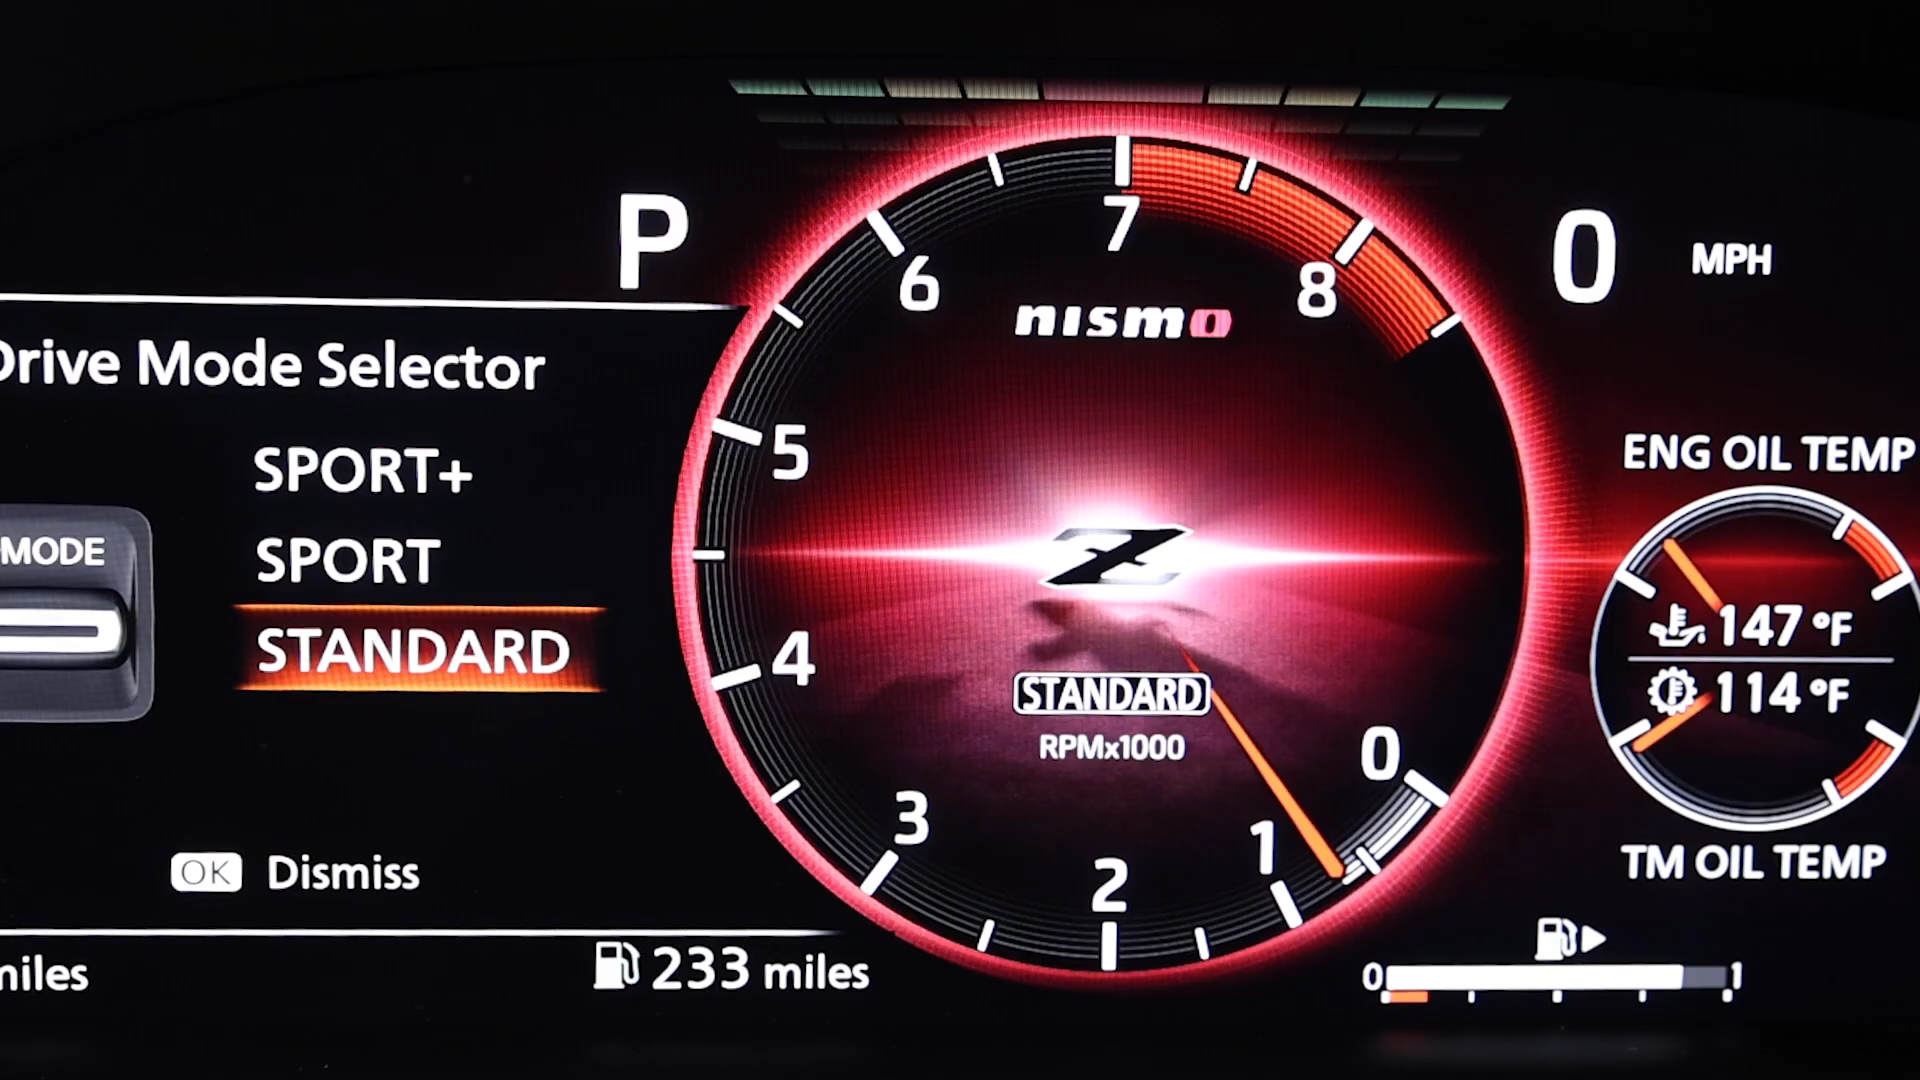 P
0 MPH
Drive Mode Selector
SPORT+
SPORT
STANDARD
MODE
OK Dismiss
miles
233 miles
7
6
8
5
4
3
2
1
0
nismo
Z
STANDARD
RPMx1000
ENG OIL TEMP
147 °F
114 °F
TM OIL TEMP
0 1